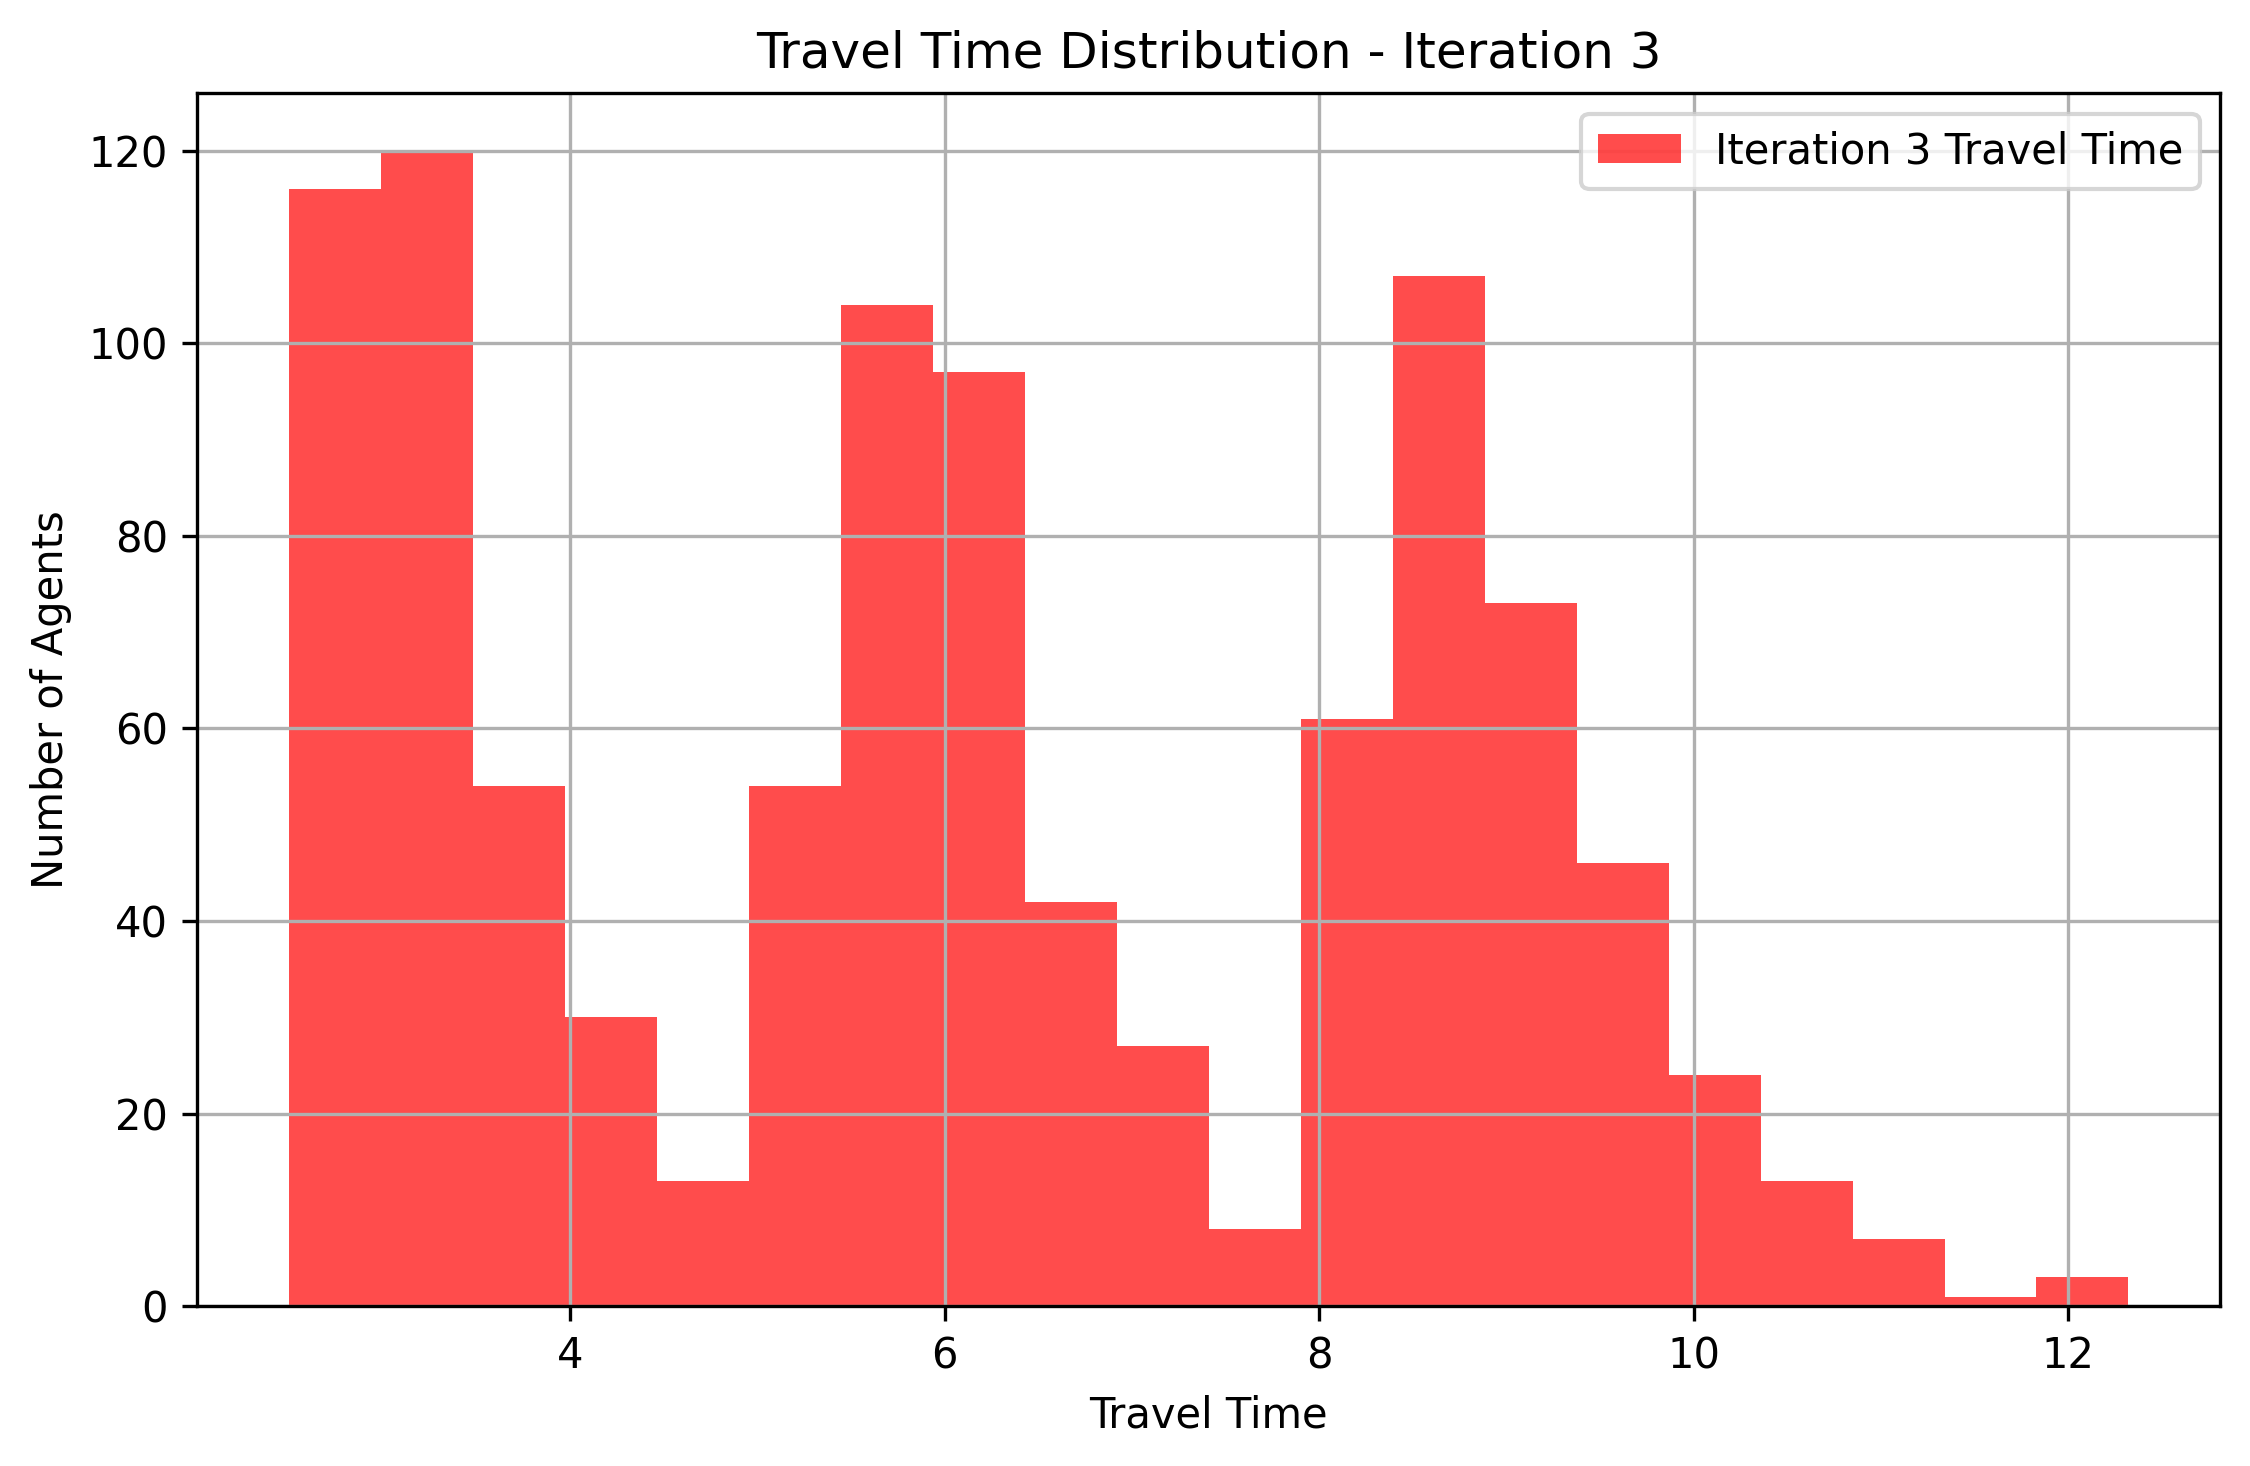 Travel Time Distribution - Iteration 3
Iteration 3 Travel Time
120
100
80
60
40
20
0
Number of Agents
4 6 8 10 12
Travel Time